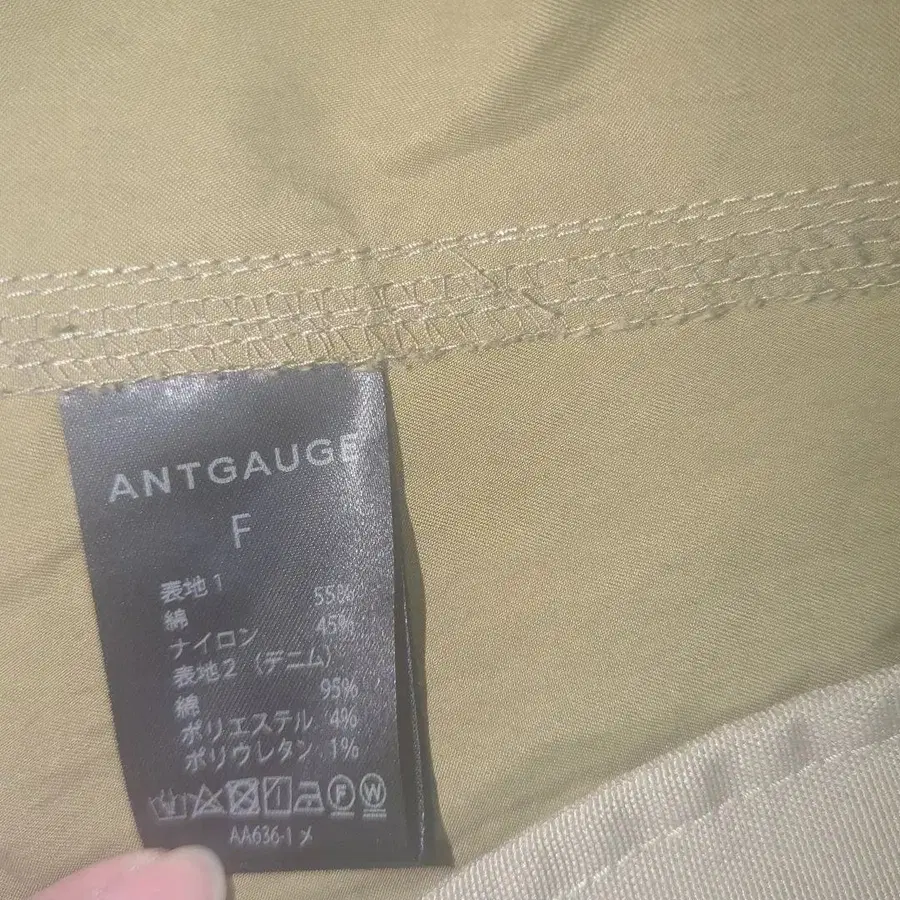 ANTGAUGE
F
表地1
綿 55%
ナイロン 45%
表地2 (デニム)
綿 95%
ポリエステル 4%
ポリウレタン 1%
F W
AA636-1 メ